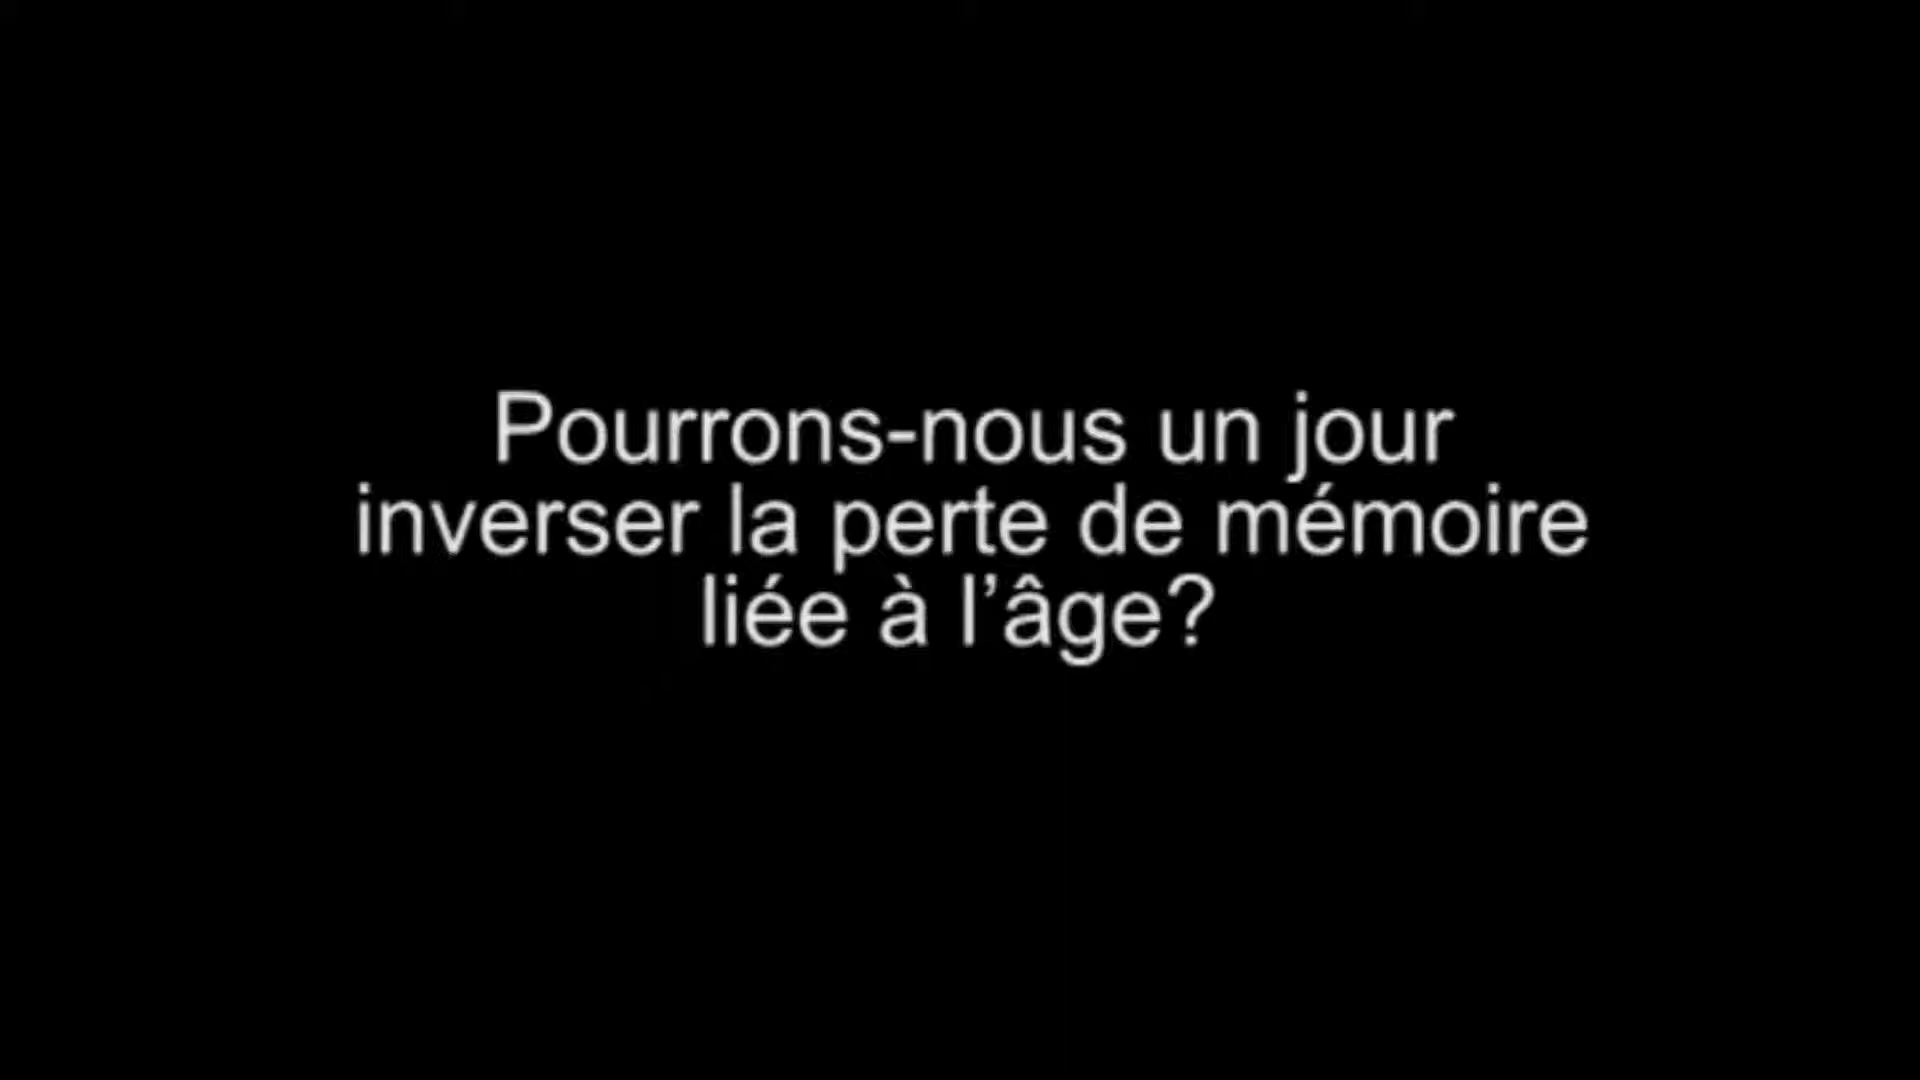 Pourrons-nous un jour
inverser la perte de mémoire
liée à l’âge?